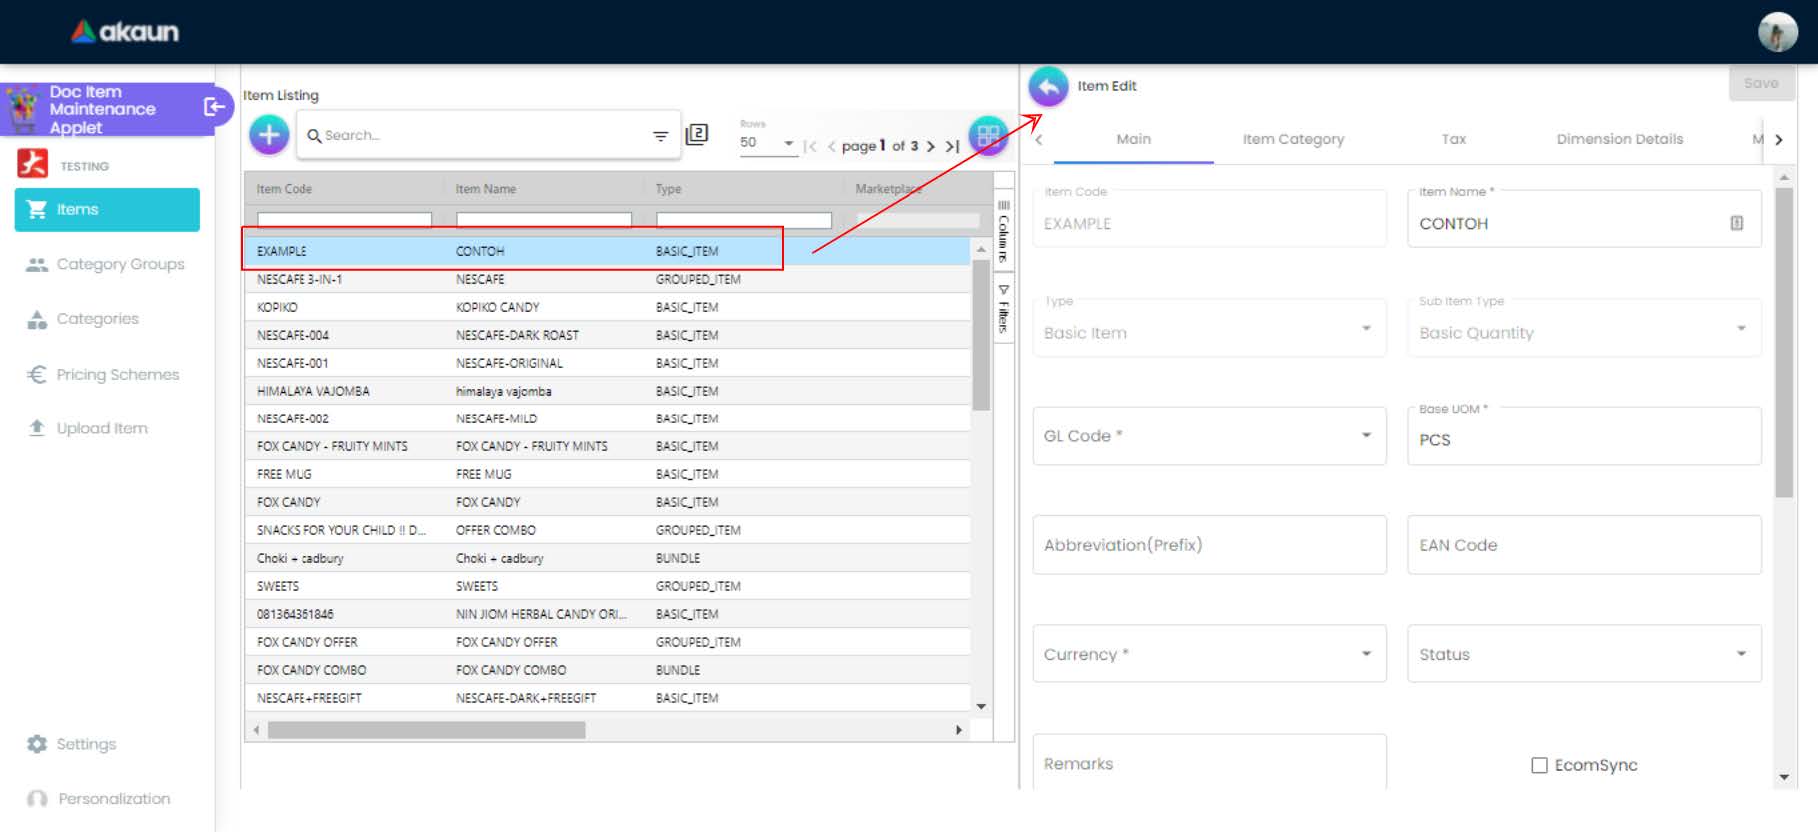 akaun
Doc Item
Maintenance
Applet
TESTING
Items
Category Groups
Categories
Pricing Schemes
Upload Item
Settings
Personalization
Item Listing
Search...
2
Rows
50
page 1 of 3
Item Code Item Name Type Marketplace
EXAMPLE CONTOH BASIC_ITEM
NESCAFE 3-IN-1 NESCAFE GROUPED_ITEM
KOPIKO KOPIKO CANDY BASIC_ITEM
NESCAFE-004 NESCAFE-DARK ROAST BASIC_ITEM
NESCAFE-001 NESCAFE-ORIGINAL BASIC_ITEM
HIMALAYA VAJOMBA himalaya vajomba BASIC_ITEM
NESCAFE-002 NESCAFE-MILD BASIC_ITEM
FOX CANDY - FRUITY MINTS FOX CANDY - FRUITY MINTS BASIC_ITEM
FREE MUG FREE MUG BASIC_ITEM
FOX CANDY FOX CANDY BASIC_ITEM
SNACKS FOR YOUR CHILD !! D... OFFER COMBO GROUPED_ITEM
Choki + cadbury Choki + cadbury BUNDLE
SWEETS SWEETS GROUPED_ITEM
081364361846 NIN JIOM HERBAL CANDY ORI... BASIC_ITEM
FOX CANDY OFFER FOX CANDY OFFER GROUPED_ITEM
FOX CANDY COMBO FOX CANDY COMBO BUNDLE
NESCAFE+FREEGIFT NESCAFE-DARK+FREEGIFT BASIC_ITEM
Columns
Filters
Item Edit
Save
Main Item Category Tax Dimension Details M
Item Code
EXAMPLE
Item Name *
CONTOH
Type
Basic Item
Sub Item Type
Basic Quantity
GL Code *
Base UOM *
PCS
Abbreviation(Prefix)
EAN Code
Currency *
Status
Remarks
EcomSync